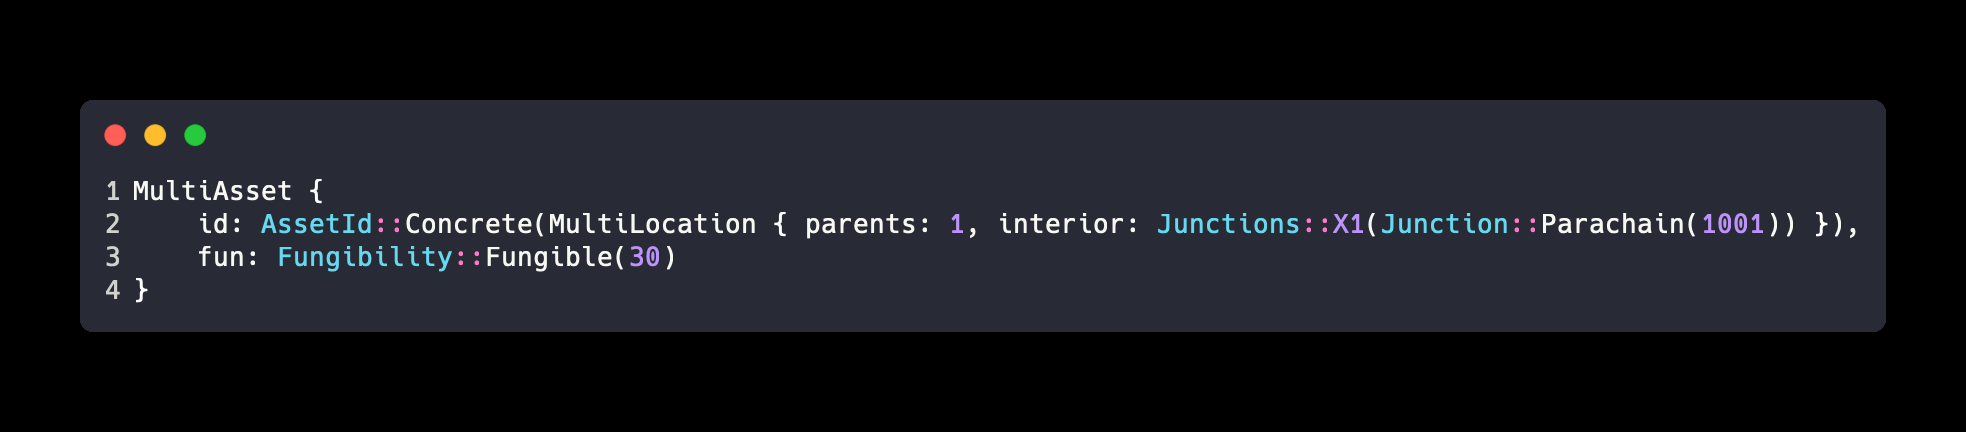 1 MultiAsset {
2     id: AssetId::Concrete(MultiLocation { parents: 1, interior: Junctions::X1(Junction::Parachain(1001)) }),
3     fun: Fungibility::Fungible(30)
4 }